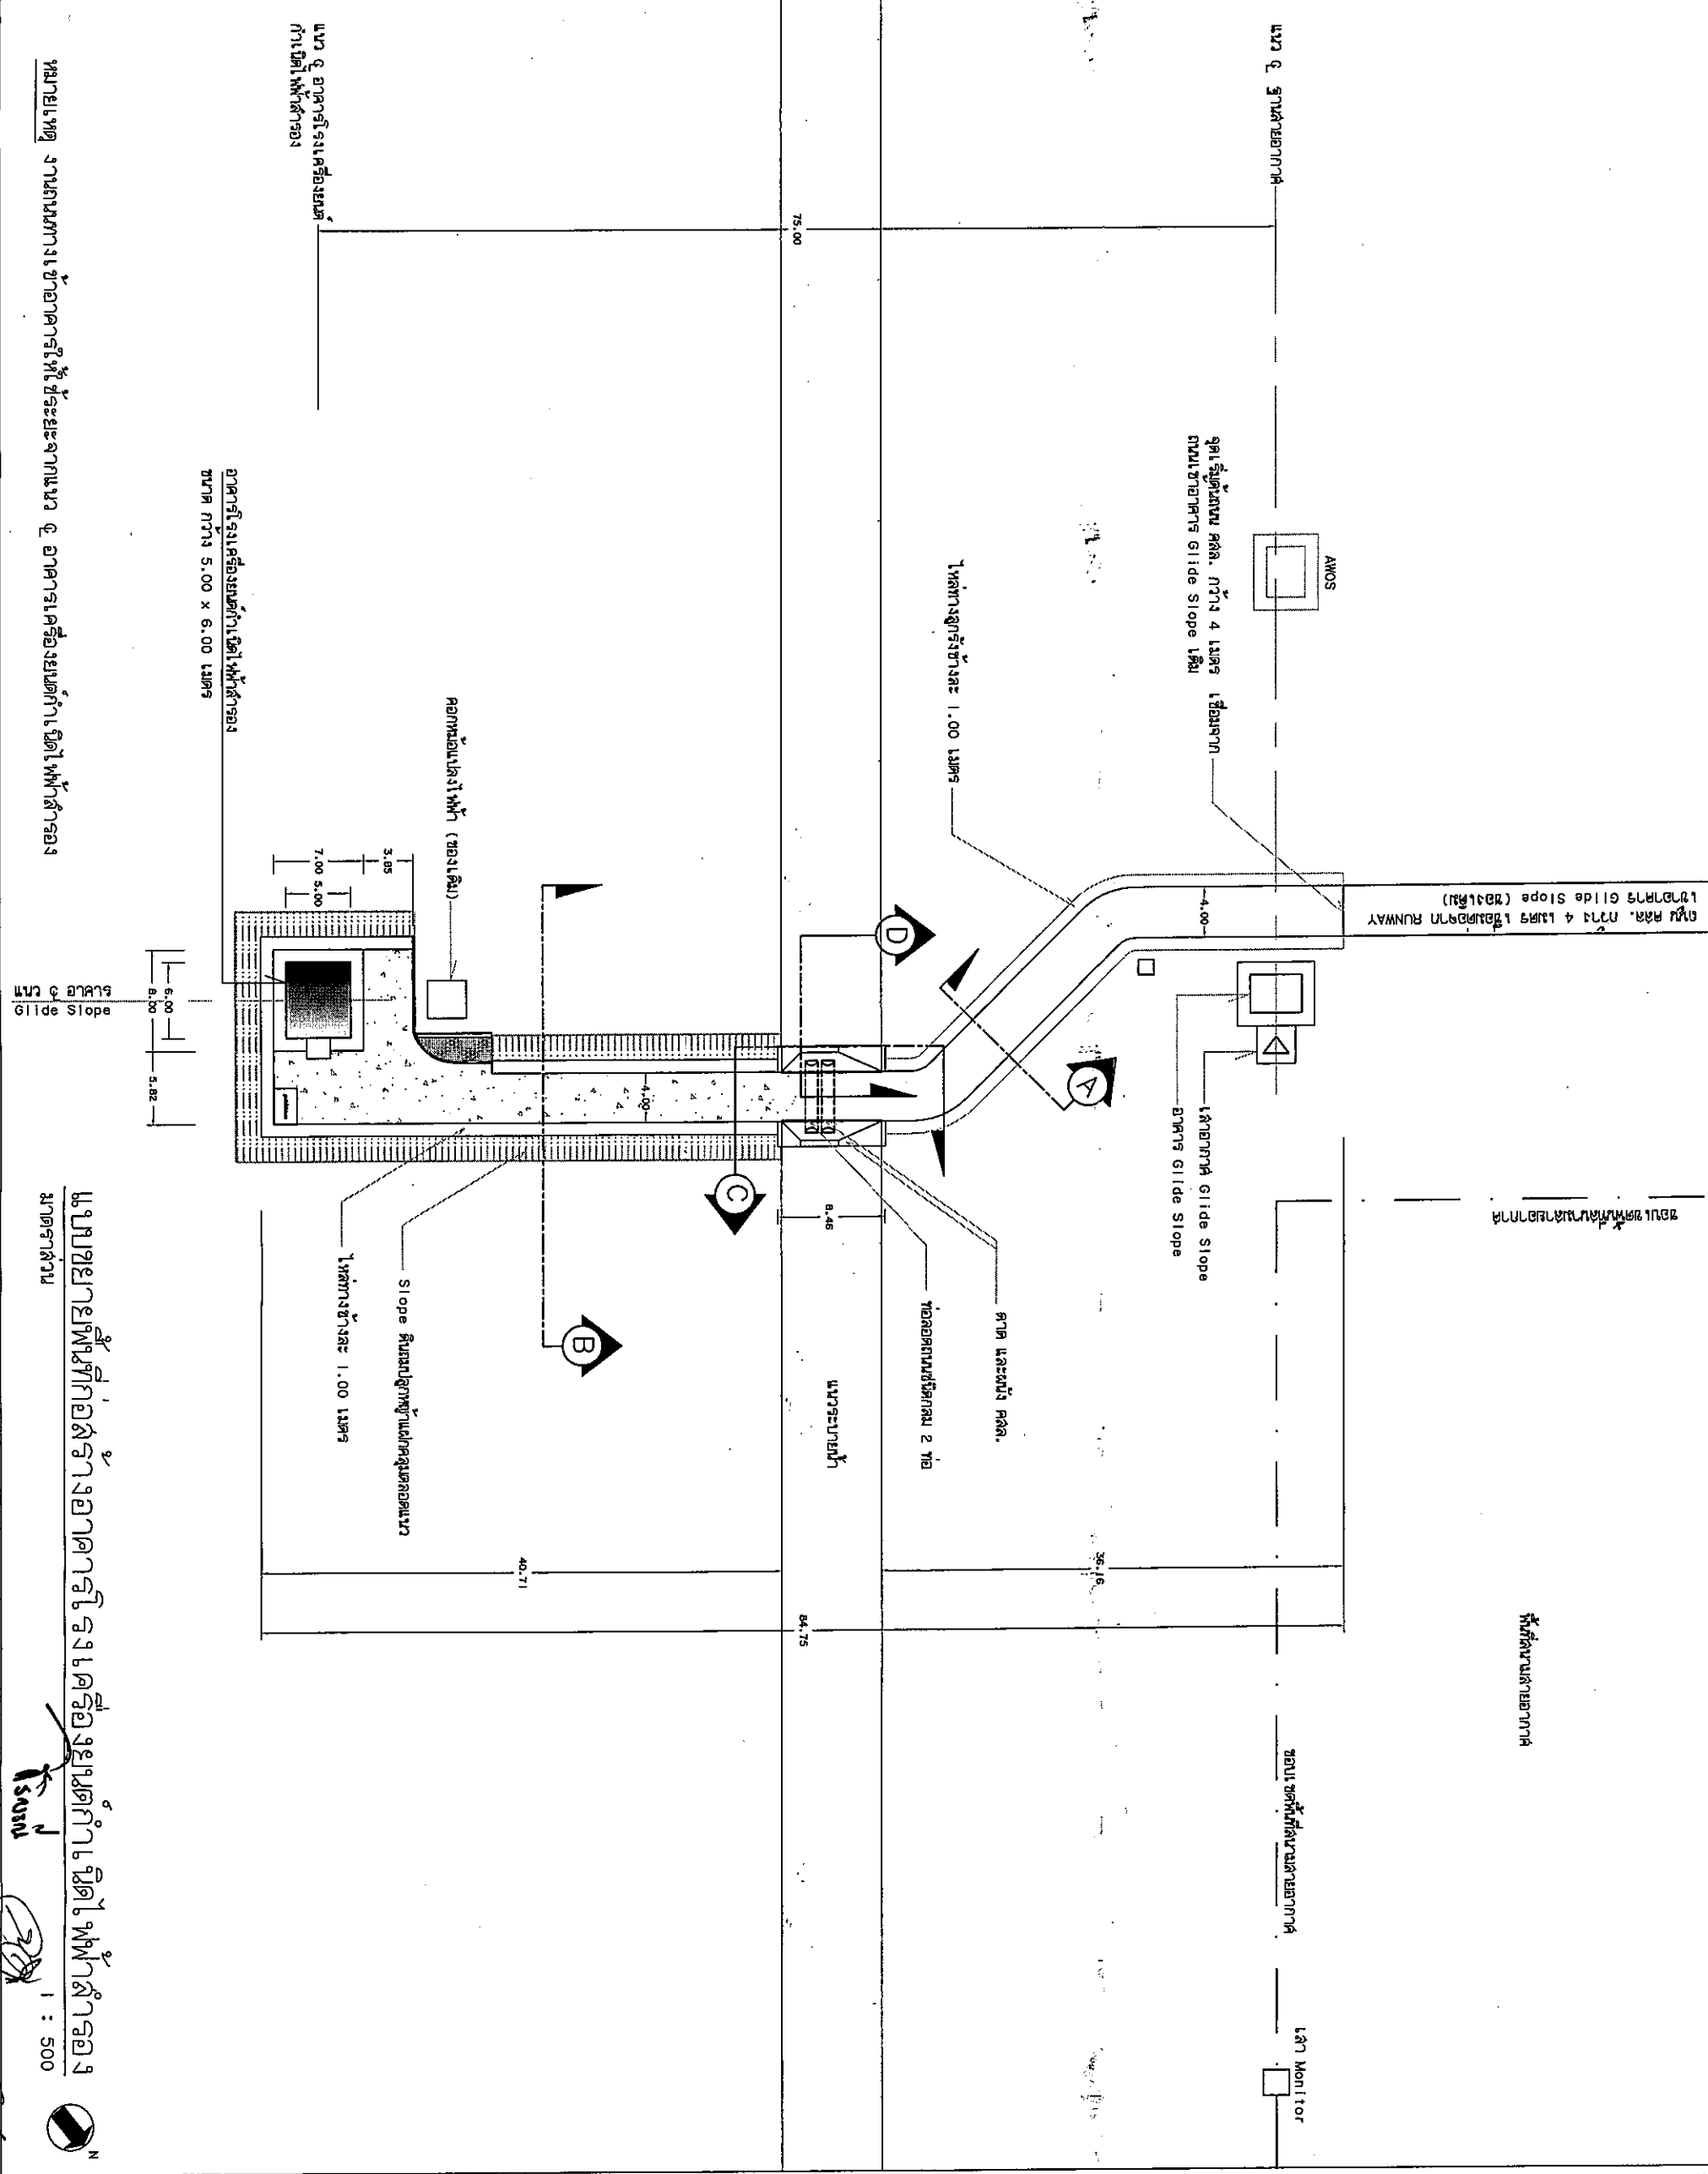 แนว ℄ ฐานสายอากาศ
AWOS
จุดเริ่มต้นถนน คสล. กว้าง 4 เมตร เชื่อมจาก
ถนนเข้าอาคาร Glide Slope เดิม
ถนน คสล. กว้าง 4 เมตร เชื่อมต่อจาก RUNWAY
เข้าอาคาร Glide Slope (ของเดิม)
เสาอากาศ Glide Slope
อาคาร Glide Slope
ขอบเขตพื้นที่สนามสายอากาศ
พื้นที่สนามสายอากาศ
ขอบเขตพื้นที่สนามสายอากาศ
เสา Monitor
ไหล่ทางลูกรังข้างละ 1.00 เมตร
4.00
75.00
A
D
C
B
8.46
ดาด และผนัง คสล.
ท่อลอดถนนชนิดกลม 2 ท่อ
แนวระบายน้ำ
36.16
84.75
40.71
แนว ℄ อาคารโรงเครื่องยนต์
กำเนิดไฟฟ้าสำรอง
คอกหม้อแปลงไฟฟ้า (ของเดิม)
อาคารโรงเครื่องยนต์กำเนิดไฟฟ้าสำรอง
ขนาด กว้าง 5.00 x 6.00 เมตร
3.85
7.00
5.00
4.00
6.00
8.00
5.82
แนว ℄ อาคาร
Glide Slope
Slope ดินถมปลูกหญ้าแฝกคลุมตลอดแนว
ไหล่ทางข้างละ 1.00 เมตร
หมายเหตุ งานถนนทางเข้าอาคารให้ใช้ระยะจากแนว ℄ อาคารเครื่องยนต์กำเนิดไฟฟ้าสำรอง
แบบขยายพื้นที่ก่อสร้างอาคารโรงเครื่องยนต์กำเนิดไฟฟ้าสำรอง
มาตราส่วน 1 : 500
N